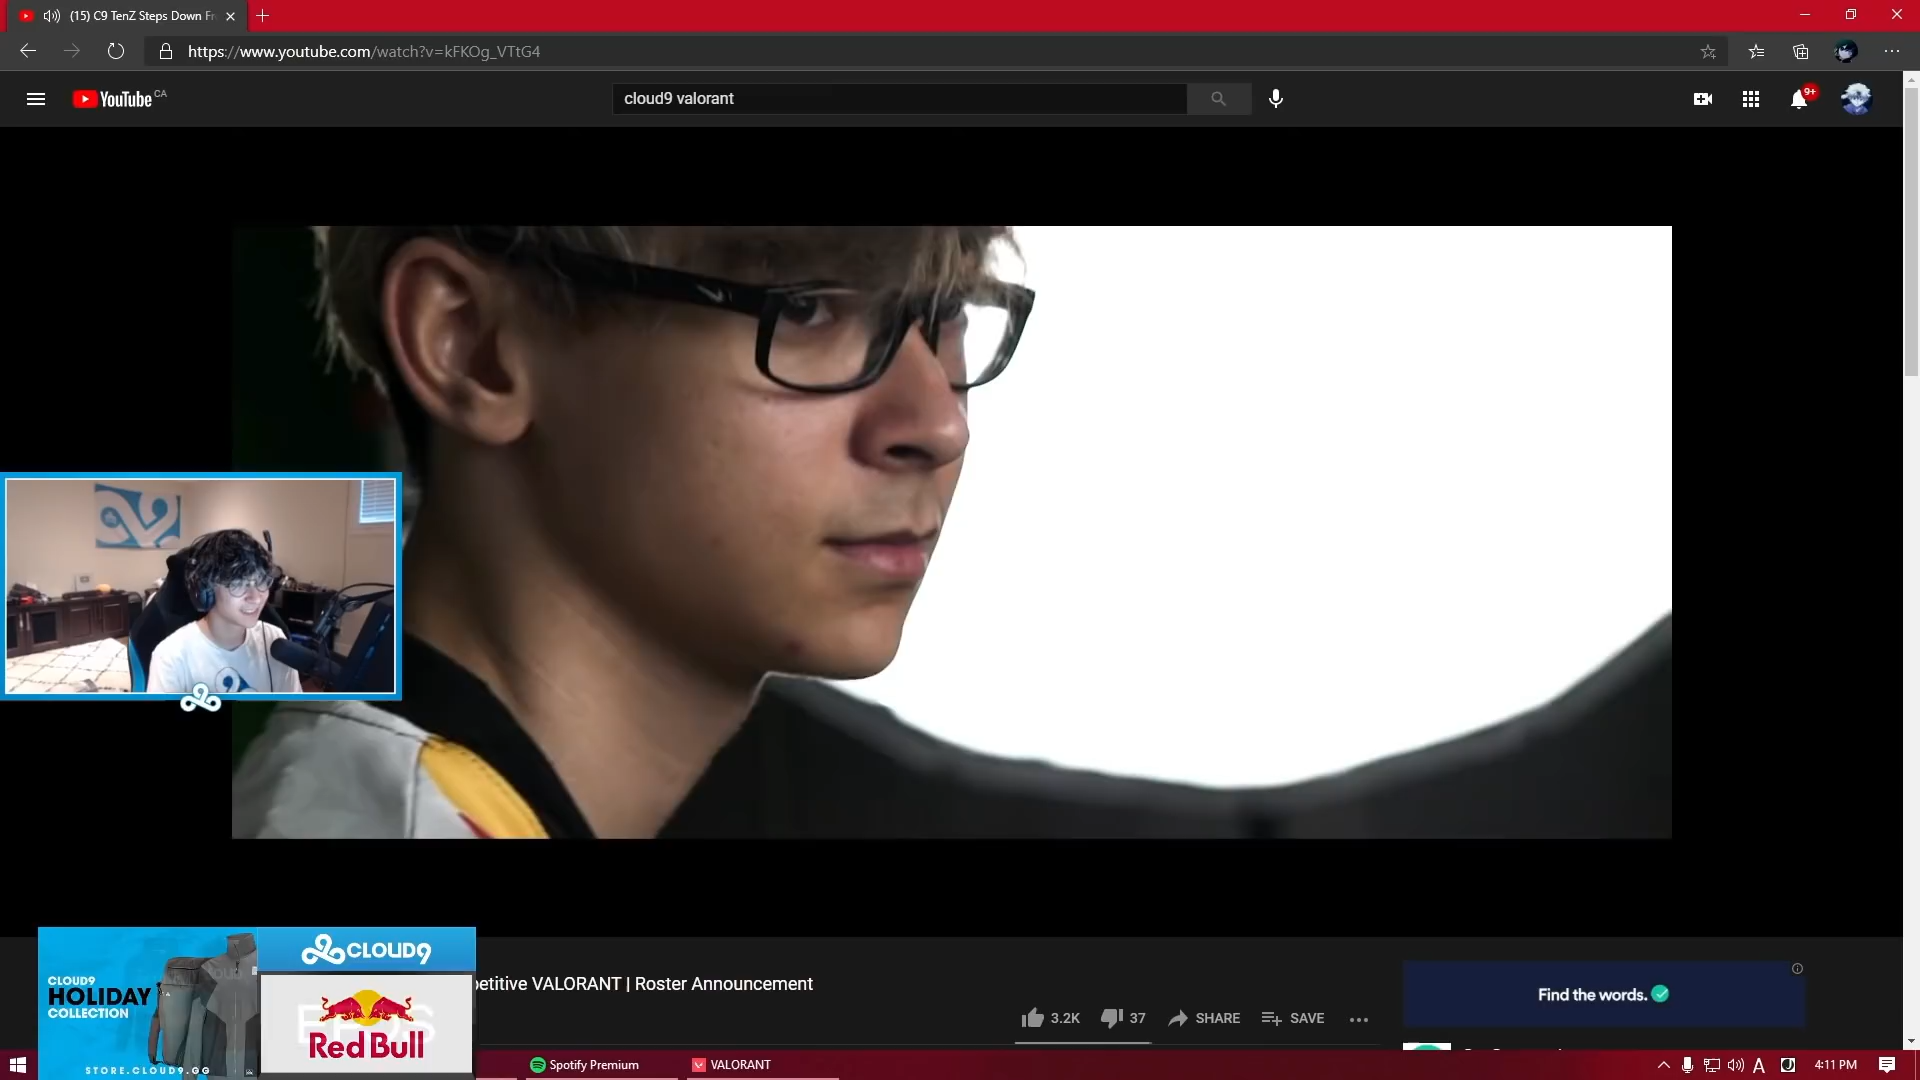 (15) C9 TenZ Steps Down Fr
https://www.youtube.com/watch?v=kFKOg_VTtG4
YouTube CA
cloud9 valorant
9+
CLOUD9
HOLIDAY
COLLECTION
STORE.CLOUD9.GG
CLOUD9
Red Bull
petitive VALORANT | Roster Announcement
3.2K
37
SHARE
SAVE
Find the words.
Spotify Premium
VALORANT
A
4:11 PM